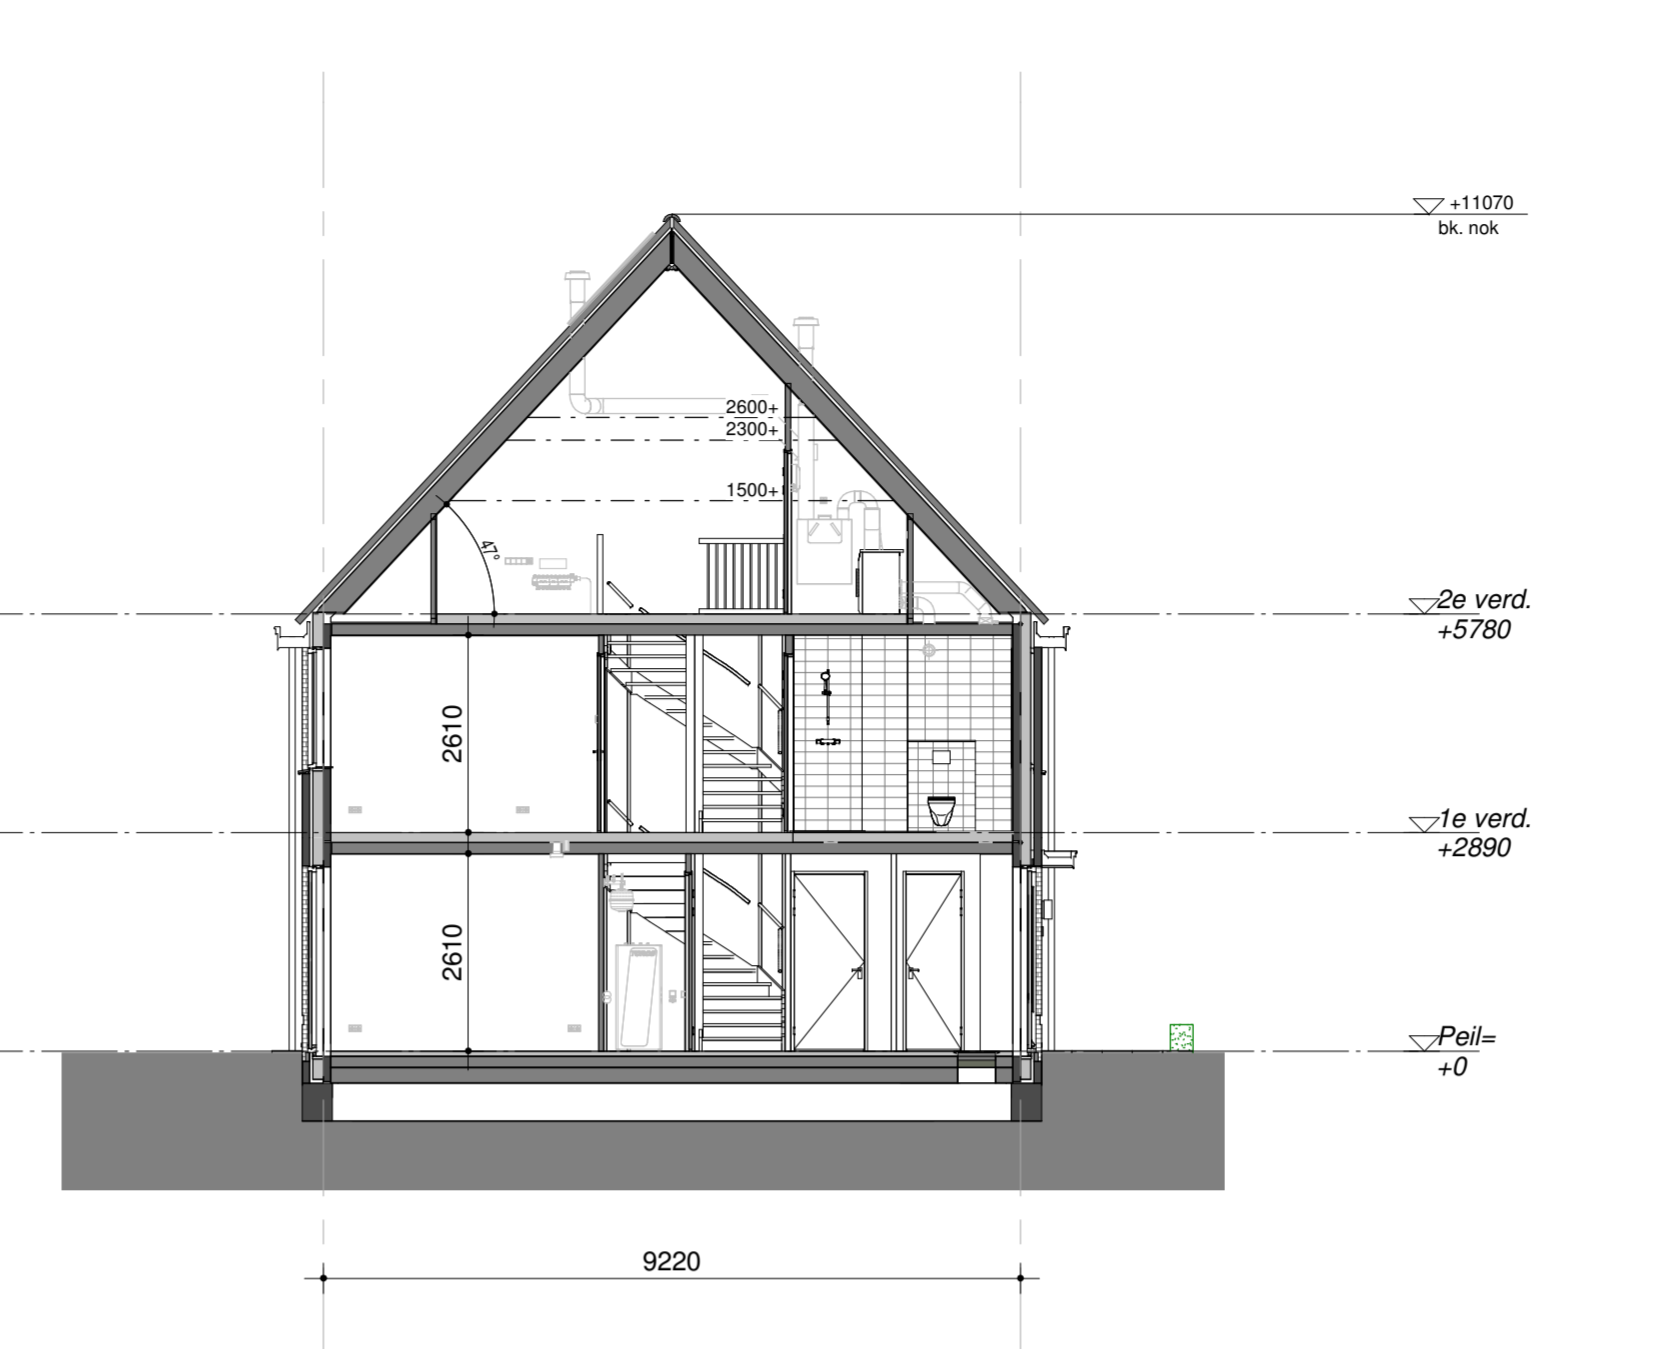 +11070
bk. nok
2600+
2300+
1500+
47°
2e verd.
+5780
2610
1e verd.
+2890
2610
Peil=
+0
9220